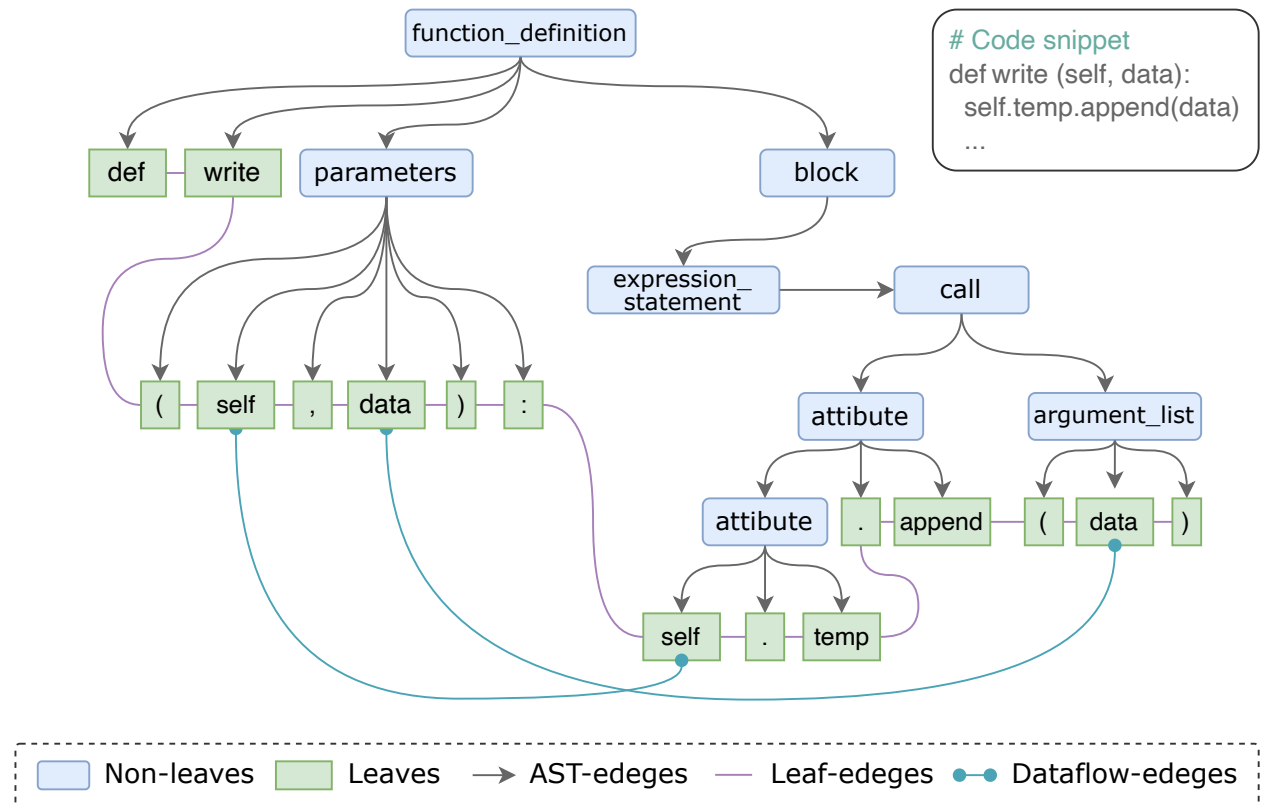 function_definition
# Code snippet
def write (self, data):
self.temp.append(data)
...
def
write
parameters
block
expression_
statement
call
(
self
,
data
)
:
attibute
argument_list
attibute
.
append
(
data
)
self
.
temp
Non-leaves
Leaves
AST-edeges
Leaf-edeges
Dataflow-edeges